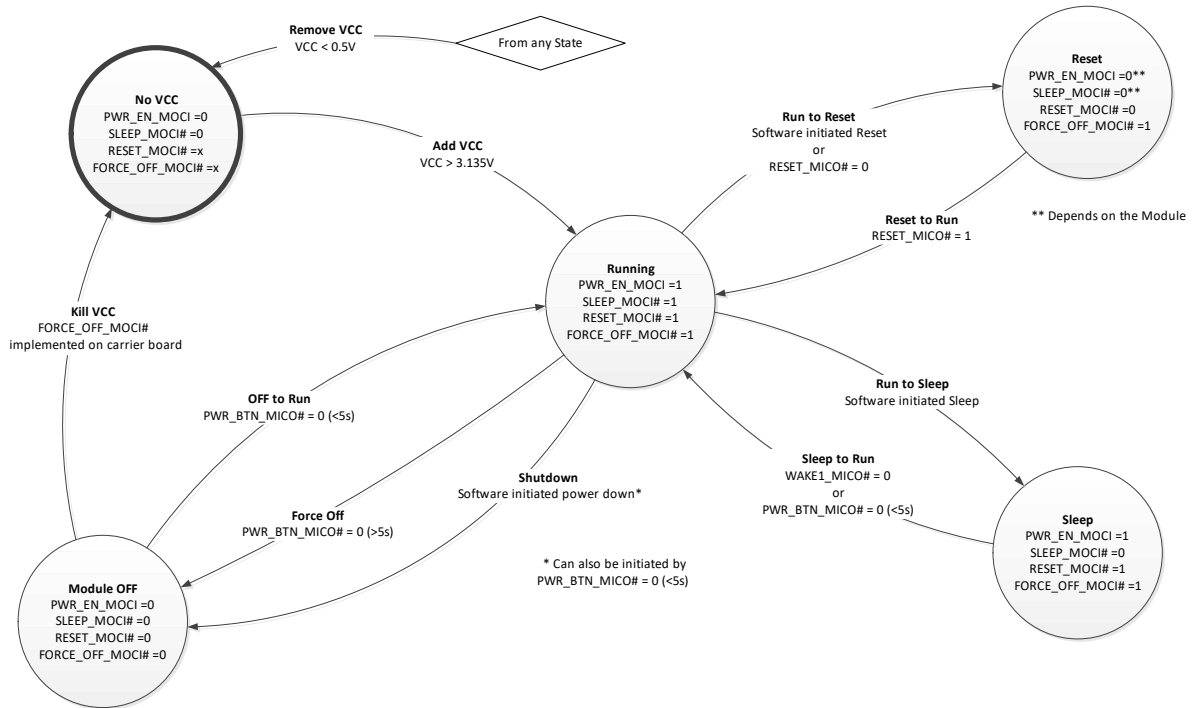 Remove VCC
VCC < 0.5V
From any State
No VCC
PWR_EN_MOCI =0
SLEEP_MOCI# =0
RESET_MOCI# =x
FORCE_OFF_MOCI# =x
Add VCC
VCC > 3.135V
Run to Reset
Software initiated Reset
or
RESET_MICO# = 0
Reset
PWR_EN_MOCI =0**
SLEEP_MOCI# =0**
RESET_MOCI# =0
FORCE_OFF_MOCI# =1
Reset to Run
RESET_MICO# = 1
** Depends on the Module
Running
PWR_EN_MOCI =1
SLEEP_MOCI# =1
RESET_MOCI# =1
FORCE_OFF_MOCI# =1
Kill VCC
FORCE_OFF_MOCI#
implemented on carrier board
OFF to Run
PWR_BTN_MICO# = 0 (<5s)
Run to Sleep
Software initiated Sleep
Shutdown
Software initiated power down*
Sleep to Run
WAKE1_MICO# = 0
or
PWR_BTN_MICO# = 0 (<5s)
Force Off
PWR_BTN_MICO# = 0 (>5s)
* Can also be initiated by
PWR_BTN_MICO# = 0 (<5s)
Sleep
PWR_EN_MOCI =1
SLEEP_MOCI# =0
RESET_MOCI# =1
FORCE_OFF_MOCI# =1
Module OFF
PWR_EN_MOCI =0
SLEEP_MOCI# =0
RESET_MOCI# =0
FORCE_OFF_MOCI# =0